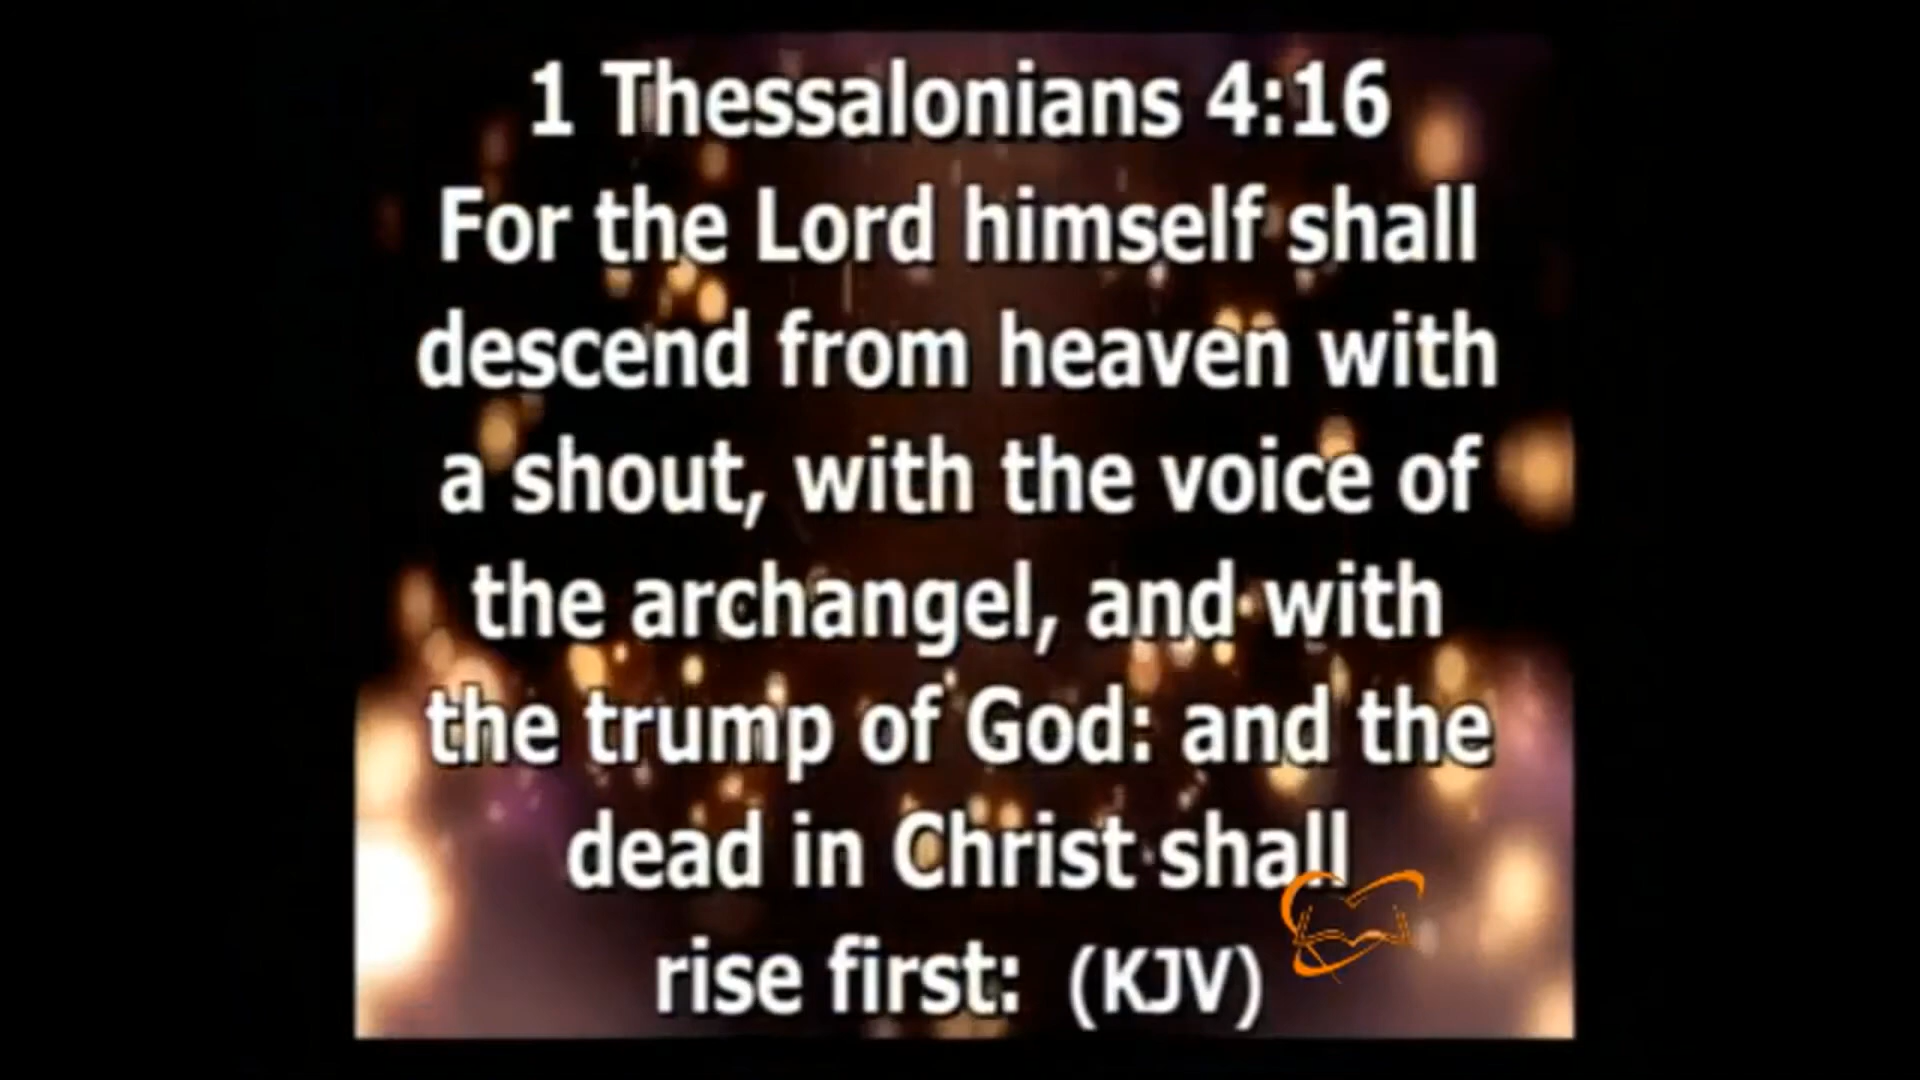 1 Thessalonians 4:16
For the Lord himself shall
descend from heaven with
a shout, with the voice of
the archangel, and with
the trump of God: and the
dead in Christ shall
rise first: (KJV)